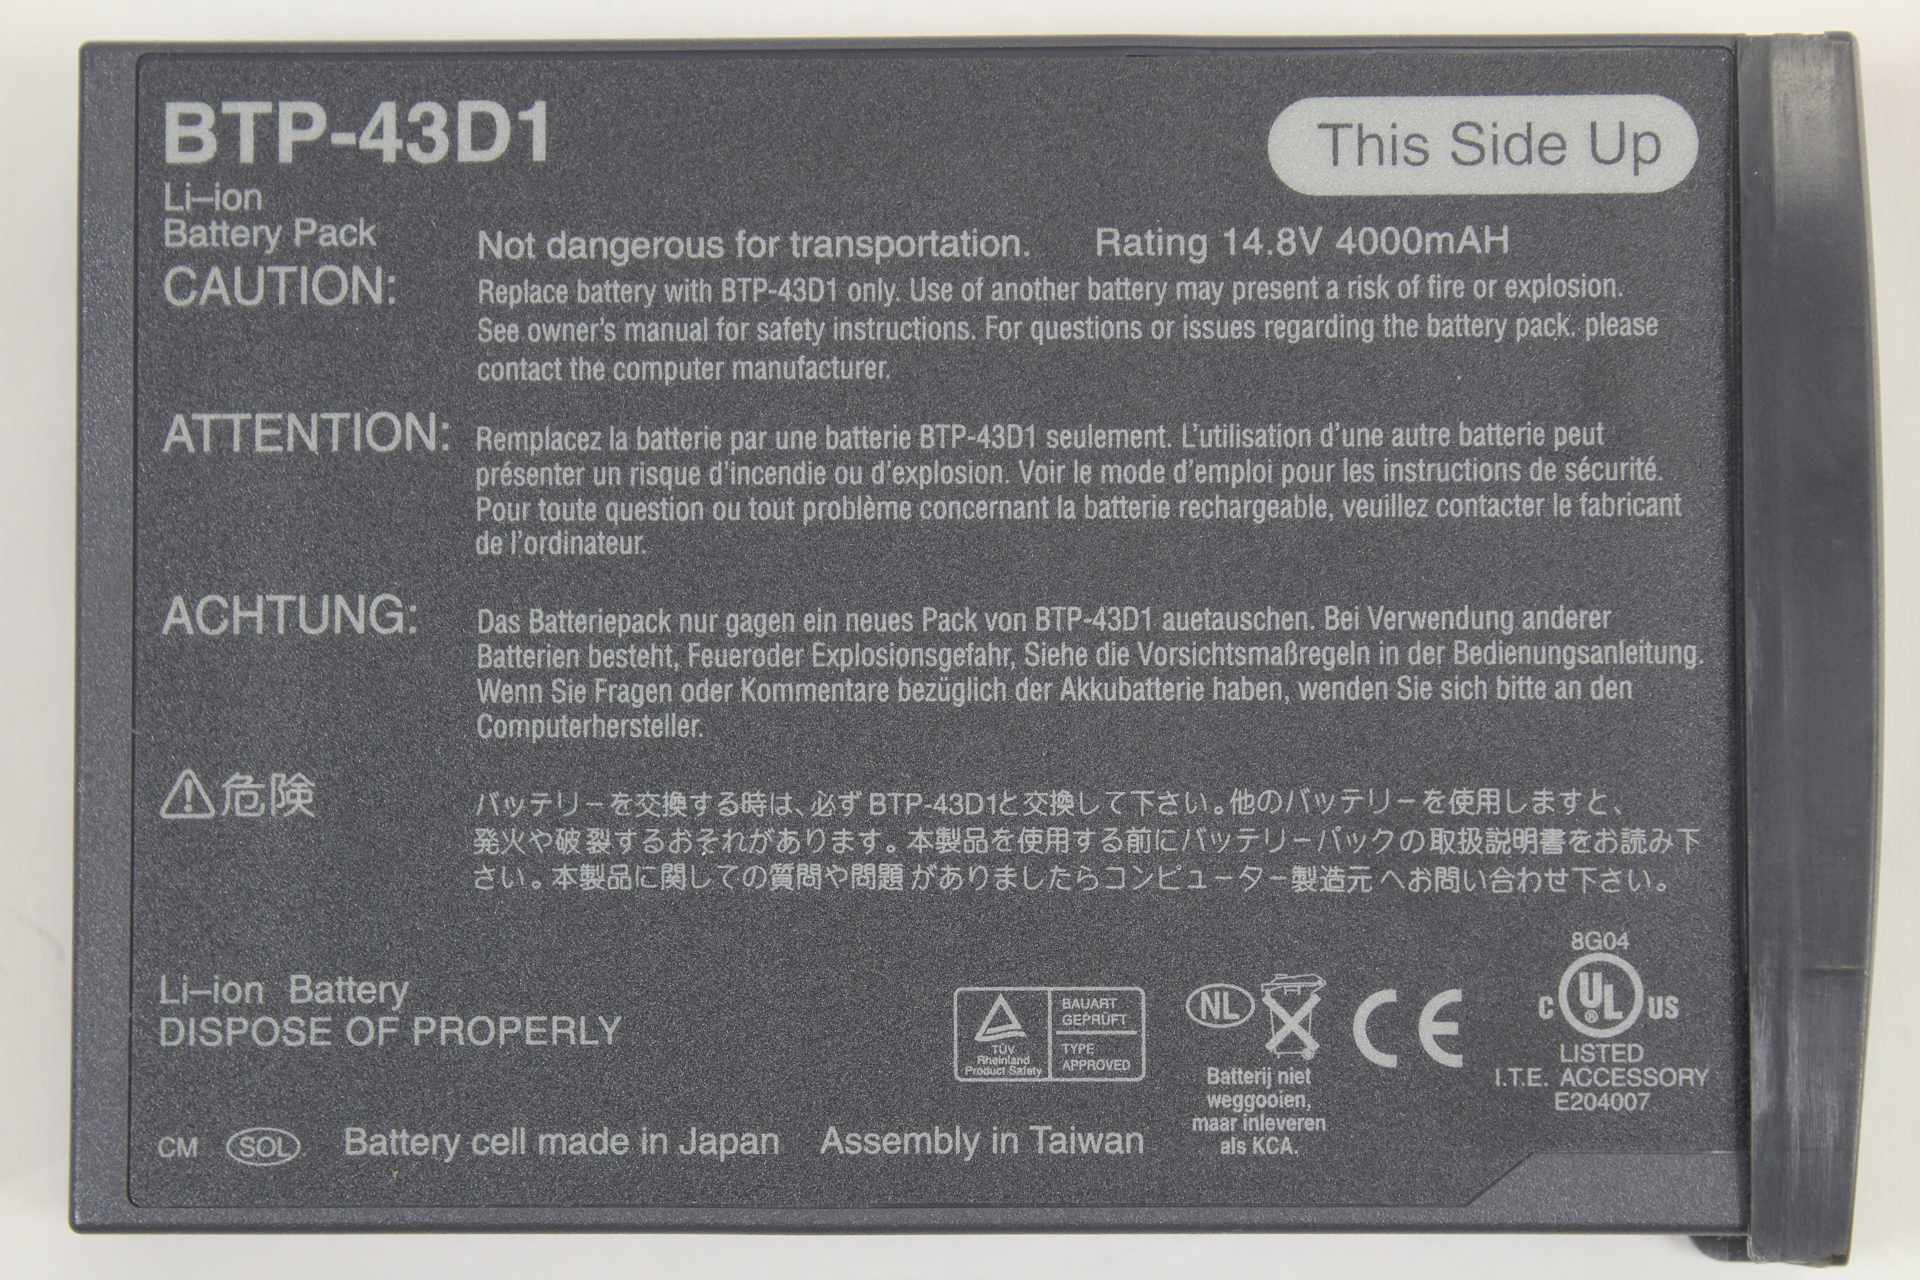 BTP-43D1
This Side Up
Li–ion
Battery Pack
Not dangerous for transportation. Rating 14.8V 4000mAH
CAUTION:
Replace battery with BTP-43D1 only. Use of another battery may present a risk of fire or explosion.
See owner's manual for safety instructions. For questions or issues regarding the battery pack. please
contact the computer manufacturer.
ATTENTION:
Remplacez la batterie par une batterie BTP-43D1 seulement. L'utilisation d'une autre batterie peut
présenter un risque d'incendie ou d'explosion. Voir le mode d'emploi pour les instructions de sécurité.
Pour toute question ou tout problème concernant la batterie rechargeable, veuillez contacter le fabricant
de l'ordinateur.
ACHTUNG:
Das Batteriepack nur gagen ein neues Pack von BTP-43D1 auetauschen. Bei Verwendung anderer
Batterien besteht, Feueroder Explosionsgefahr, Siehe die Vorsichtsmaßregeln in der Bedienungsanleitung.
Wenn Sie Fragen oder Kommentare bezüglich der Akkubatterie haben, wenden Sie sich bitte an den
Computerhersteller.
危険
バッテリーを交換する時は、必ず BTP-43D1と交換して下さい。他のバッテリーを使用しますと、
発火や破裂するおそれがあります。本製品を使用する前にバッテリーパックの取扱説明書をお読み下
さい。本製品に関しての質問や問題がありましたらコンピューター製造元へお問い合わせ下さい。
Li–ion Battery
DISPOSE OF PROPERLY
TÜV
Rheinland
Product Safety
BAUART
GEPRÜFT
TYPE
APPROVED
NL
Batterij niet
weggooien,
maar inleveren
als KCA.
CE
8G04
c UL ® US
LISTED
I.T.E. ACCESSORY
E204007
CM SOL Battery cell made in Japan Assembly in Taiwan